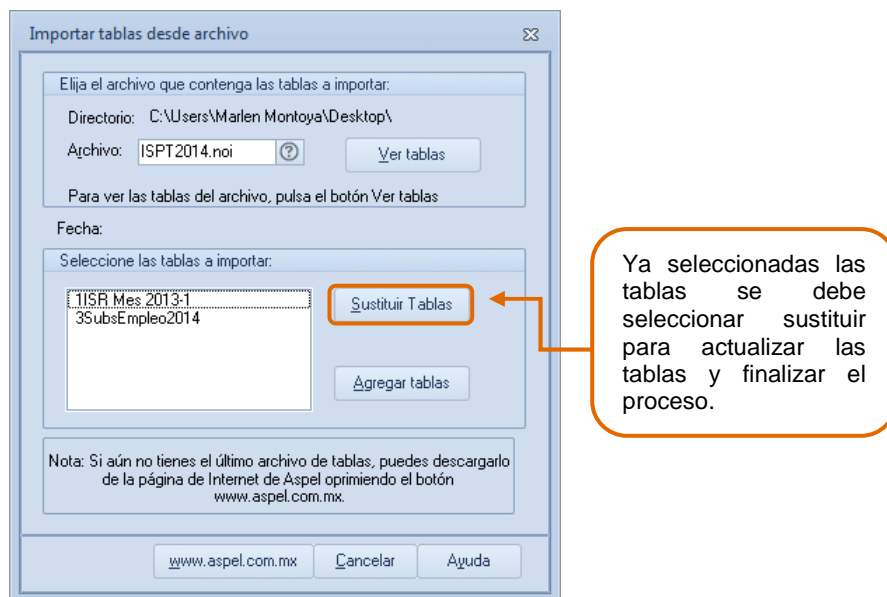 Importar tablas desde archivo
Elija el archivo que contenga las tablas a importar:
Directorio: C:\Users\Marlen Montoya\Desktop\
Archivo: ISPT2014.noi
Ver tablas
Para ver las tablas del archivo, pulsa el botón Ver tablas
Fecha:
Seleccione las tablas a importar:
1ISR Mes 2013-1
3SubsEmpleo2014
Sustituir Tablas
Agregar tablas
Nota: Si aún no tienes el último archivo de tablas, puedes descargarlo
de la página de Internet de Aspel oprimiendo el botón
www.aspel.com.mx.
www.aspel.com.mx
Cancelar
Ayuda
Ya seleccionadas las
tablas se debe
seleccionar sustituir
para actualizar las
tablas y finalizar el
proceso.